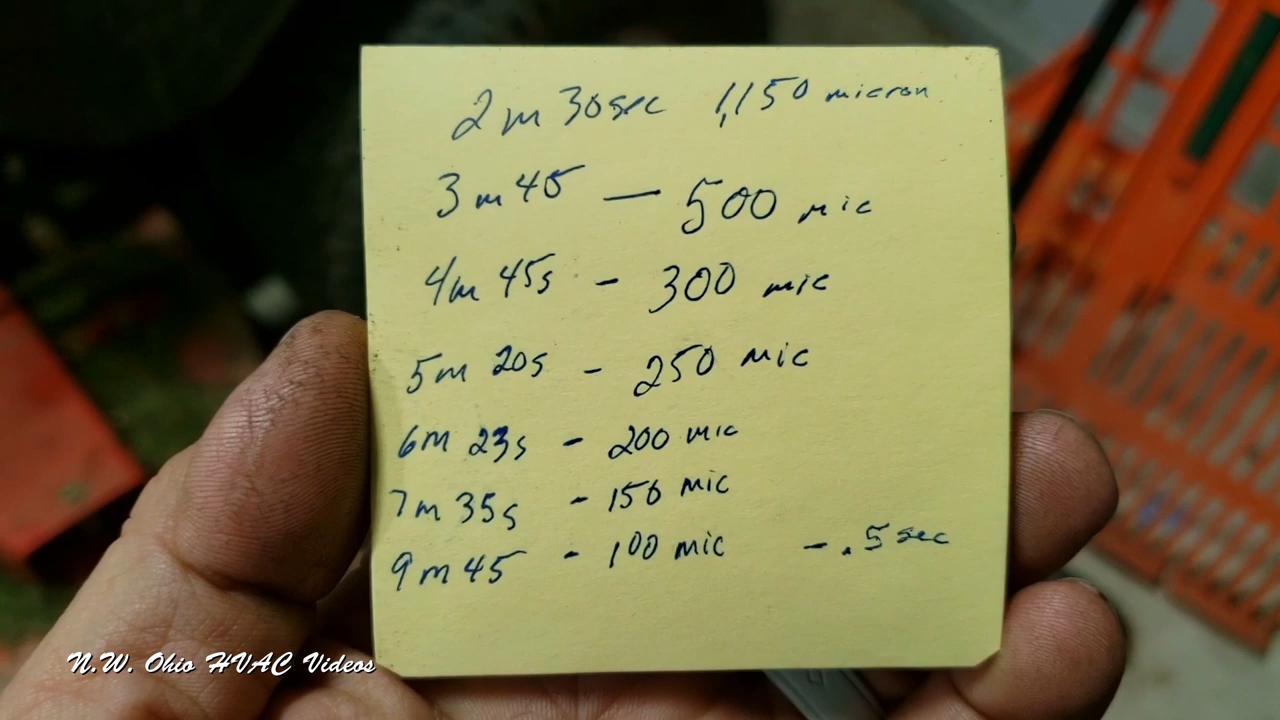 2m 30sec 1,150 micron
3m 45 — 500 mic
4m 45s - 300 mic
5m 20s - 250 mic
6m 23s - 200 mic
7m 35s - 150 mic
9m 45 - 100 mic - .5 sec
N.W. Ohio HVAC Videos